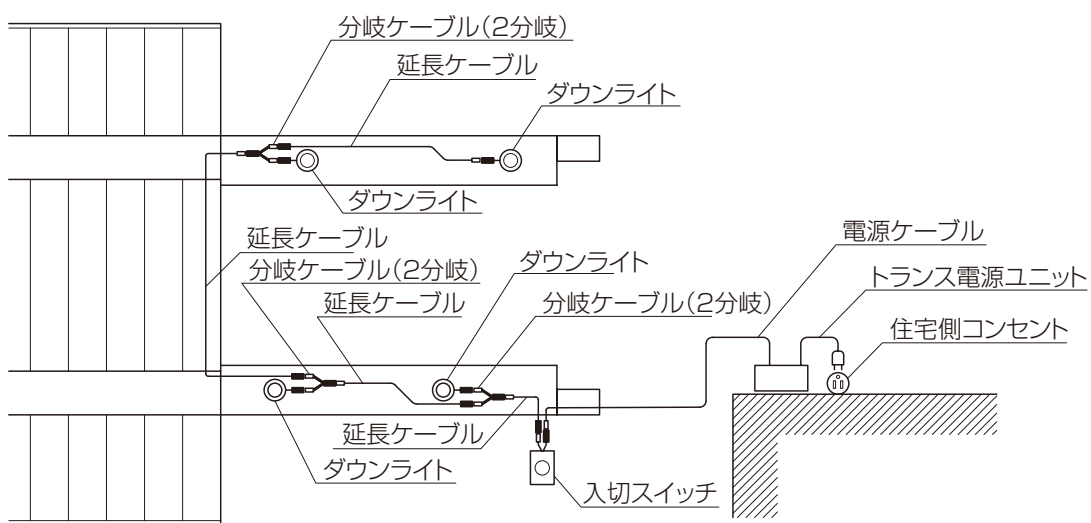 分岐ケーブル(2分岐)
延長ケーブル
ダウンライト
ダウンライト
延長ケーブル
分岐ケーブル(2分岐)
ダウンライト
延長ケーブル
分岐ケーブル(2分岐)
電源ケーブル
トランス電源ユニット
住宅側コンセント
延長ケーブル
ダウンライト
入切スイッチ